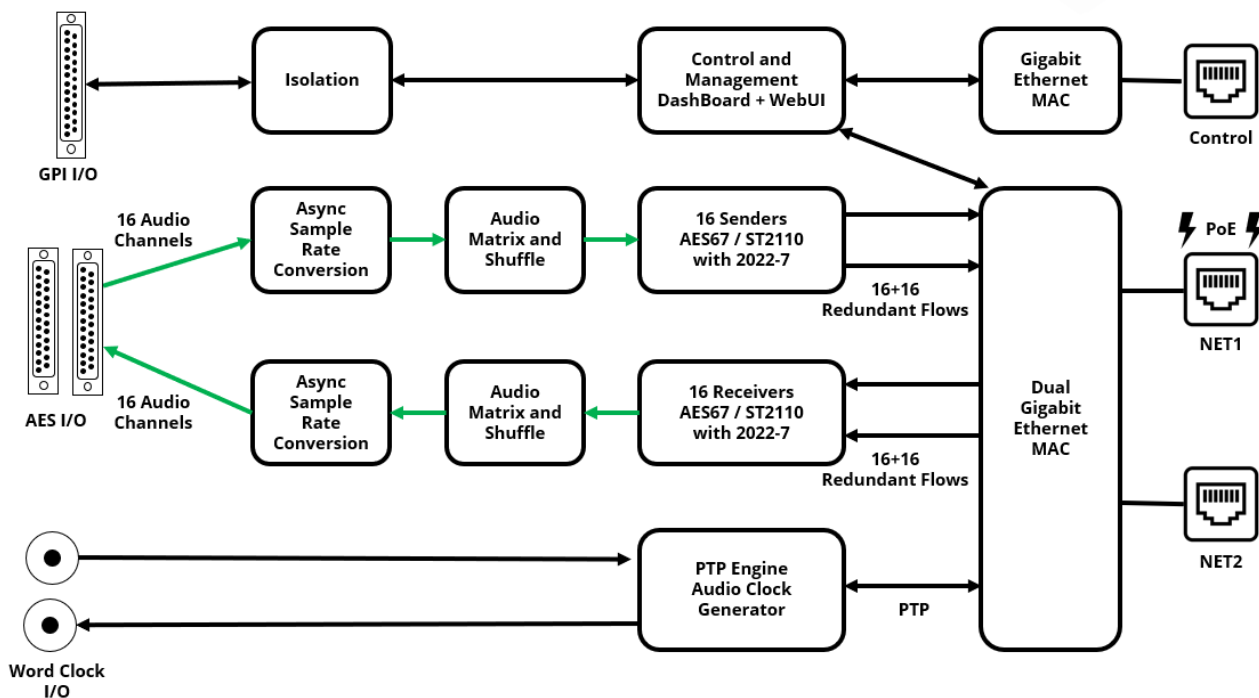 GPI I/O
Isolation
Control and
Management
DashBoard + WebUI
Gigabit
Ethernet
MAC
Control
16 Audio
Channels
Async
Sample
Rate
Conversion
Audio
Matrix and
Shuffle
16 Senders
AES67 / ST2110
with 2022-7
16+16
Redundant Flows
PoE
NET1
AES I/O
16 Audio
Channels
Async
Sample
Rate
Conversion
Audio
Matrix and
Shuffle
16 Receivers
AES67 / ST2110
with 2022-7
16+16
Redundant Flows
Dual
Gigabit
Ethernet
MAC
NET2
Word Clock
I/O
PTP Engine
Audio Clock
Generator
PTP